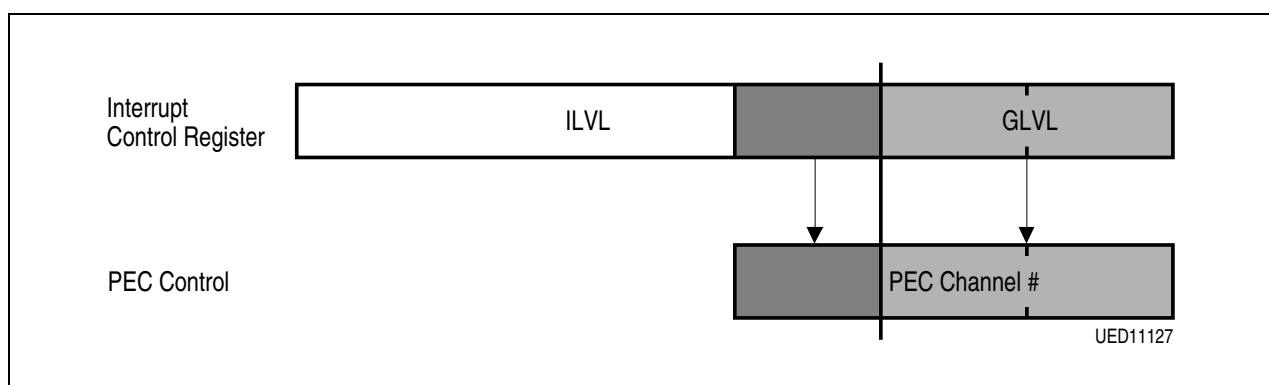 Interrupt
Control Register
ILVL
GLVL
PEC Control
PEC Channel #
UED11127